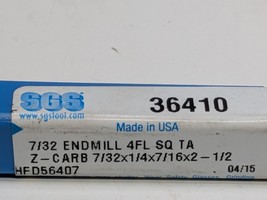 SGS
www.sgstool.com
36410
Made in USA
7/32 ENDMILL 4FL SQ TA
Z-CARB 7/32x1/4x7/16x2-1/2
HFD56407 04/15